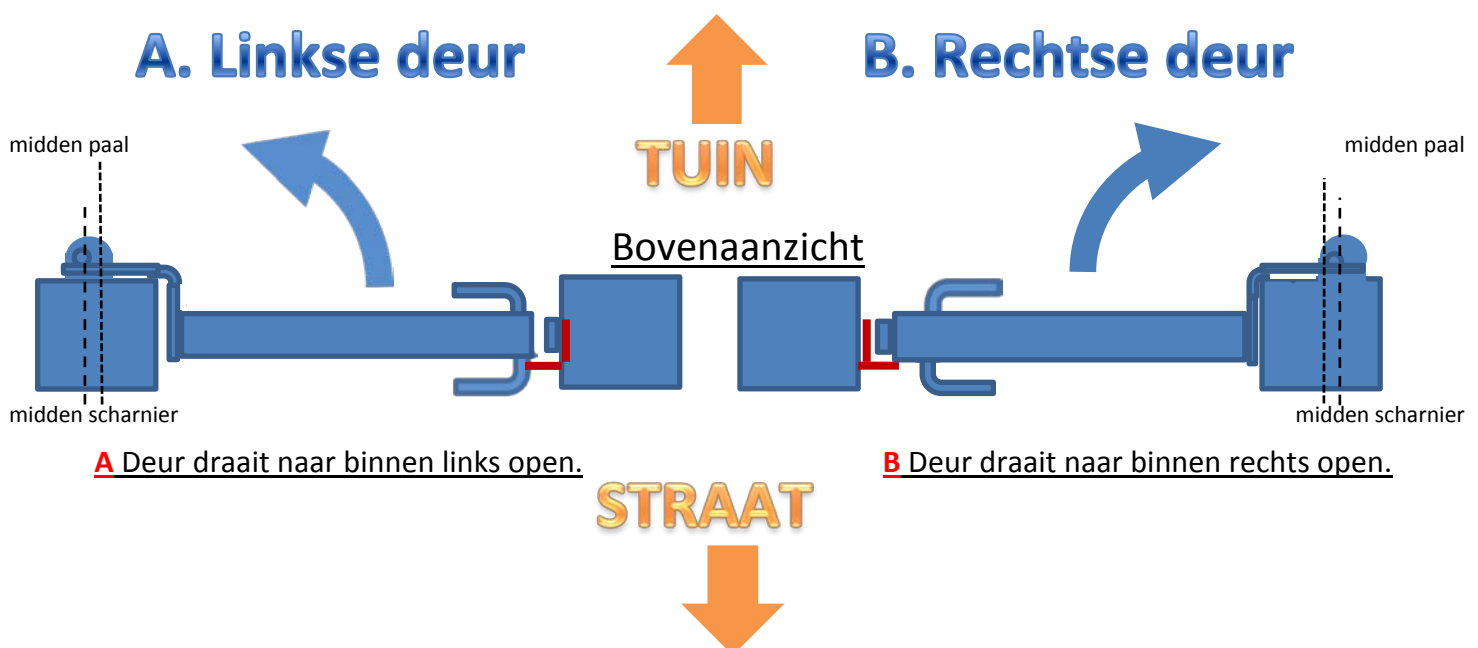 A. Linkse deur
B. Rechtse deur
midden paal
TUIN
midden paal
Bovenaanzicht
midden scharnier
midden scharnier
A Deur draait naar binnen links open.
B Deur draait naar binnen rechts open.
STRAAT